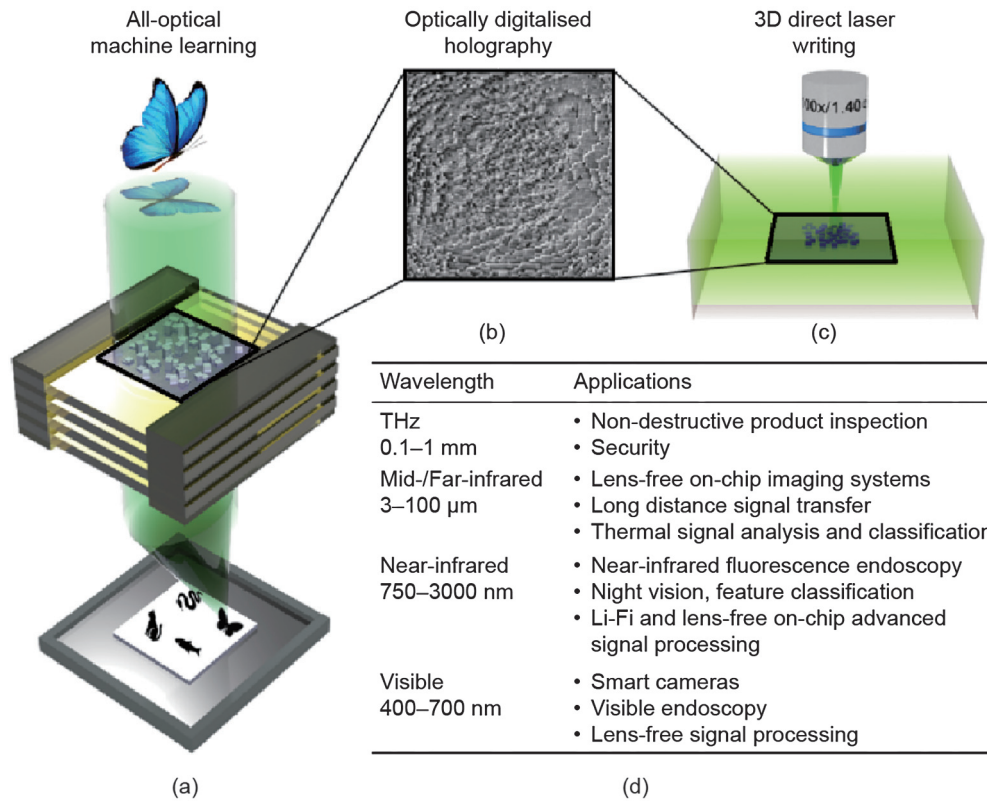 All-optical
machine learning
Optically digitalised
holography
3D direct laser
writing
00x/1.40
(b)
(c)
Wavelength
Applications
THz
0.1–1 mm
• Non-destructive product inspection
• Security
Mid-/Far-infrared
3–100 µm
• Lens-free on-chip imaging systems
• Long distance signal transfer
• Thermal signal analysis and classification
Near-infrared
750–3000 nm
• Near-infrared fluorescence endoscopy
• Night vision, feature classification
• Li-Fi and lens-free on-chip advanced
signal processing
Visible
400–700 nm
• Smart cameras
• Visible endoscopy
• Lens-free signal processing
(a)
(d)